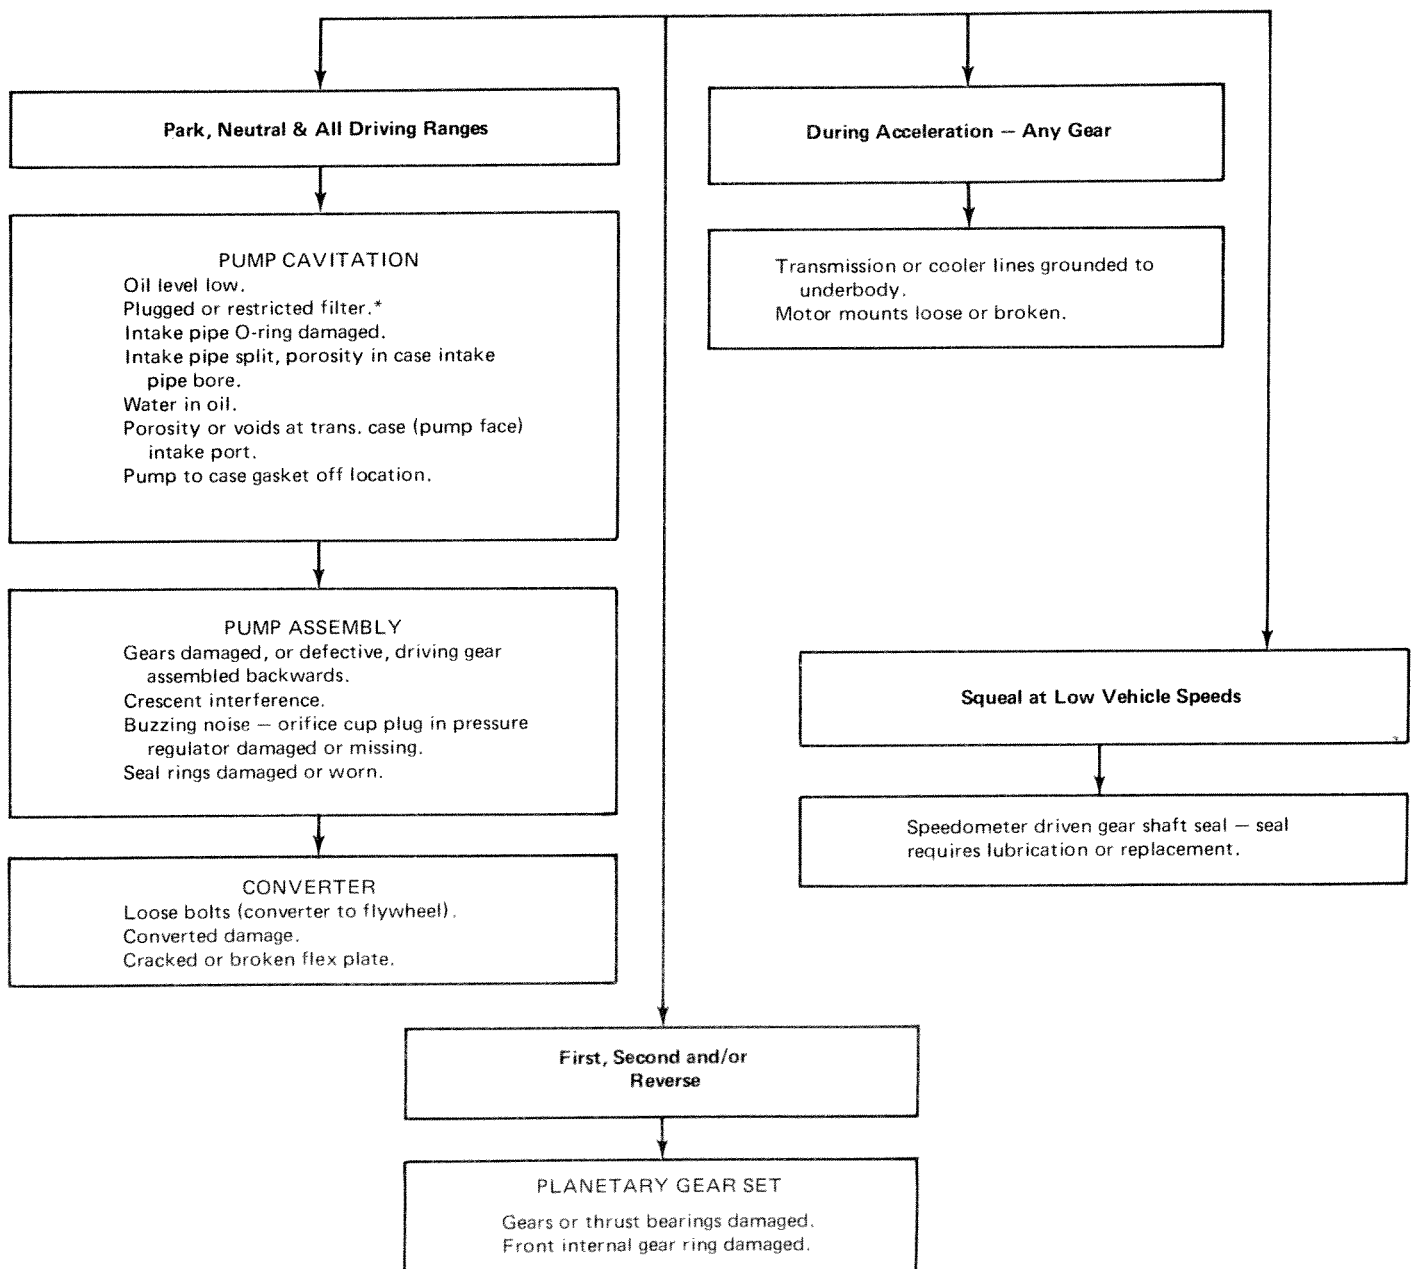 Park, Neutral & All Driving Ranges
PUMP CAVITATION
Oil level low.
Plugged or restricted filter.*
Intake pipe O-ring damaged.
Intake pipe split, porosity in case intake
pipe bore.
Water in oil.
Porosity or voids at trans. case (pump face)
intake port.
Pump to case gasket off location.
PUMP ASSEMBLY
Gears damaged, or defective, driving gear
assembled backwards.
Crescent interference.
Buzzing noise — orifice cup plug in pressure
regulator damaged or missing.
Seal rings damaged or worn.
CONVERTER
Loose bolts (converter to flywheel).
Converted damage.
Cracked or broken flex plate.
During Acceleration — Any Gear
Transmission or cooler lines grounded to
underbody.
Motor mounts loose or broken.
Squeal at Low Vehicle Speeds
Speedometer driven gear shaft seal — seal
requires lubrication or replacement.
First, Second and/or
Reverse
PLANETARY GEAR SET
Gears or thrust bearings damaged.
Front internal gear ring damaged.